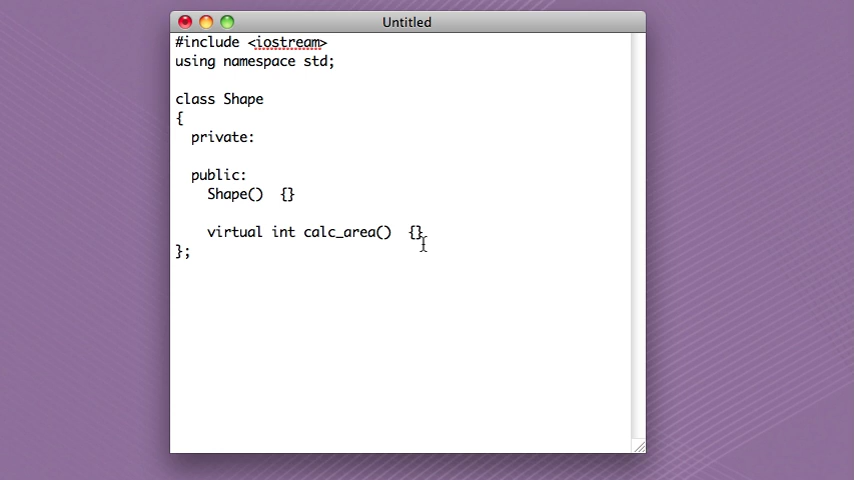 Untitled
#include <iostream>
using namespace std;
class Shape
{
private:
public:
Shape() {}
virtual int calc_area() {}
};